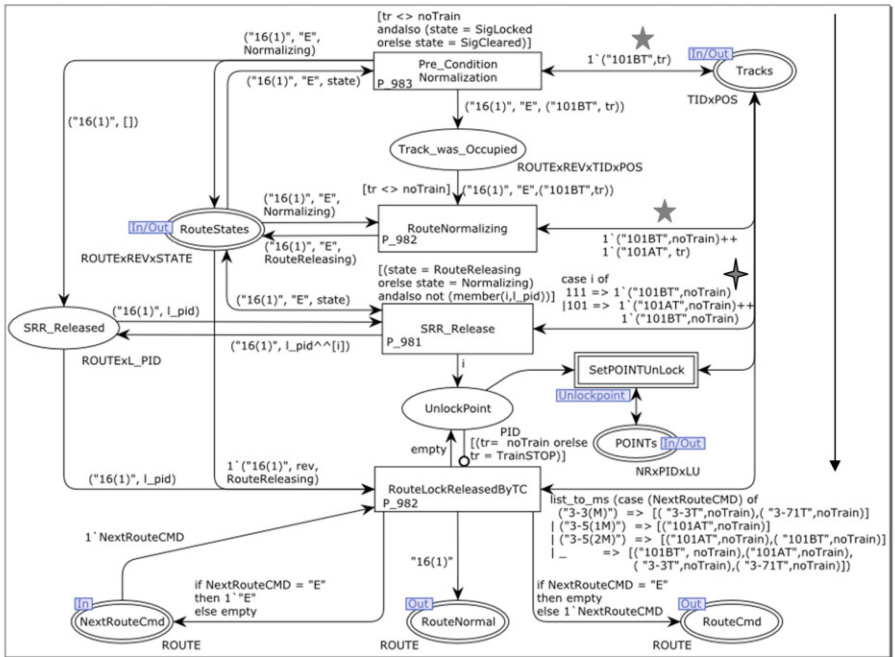 [tr <> noTrain
andalso (state = SigLocked
orelse state = SigCleared)]
("16(1)", "E",
Normalizing)
Pre_Condition
Normalization
P_983
1`("101BT",tr)
In/Out
Tracks
TIDxPOS
("16(1)", "E", state)
("16(1)", "E", ("101BT", tr))
("16(1)", [])
Track_was_Occupied
ROUTExREVxTIDxPOS
[tr <> noTrain]
("16(1)", "E",("101BT",tr))
("16(1)", "E",
Normalizing)
In/Out
RouteStates
RouteNormalizing
P_982
("16(1)", "E",
RouteReleasing)
1`("101BT",noTrain)++
1`("101AT", tr)
ROUTExREVxSTATE
[(state = RouteReleasing
orelse state = Normalizing)
andalso not (member(i,l_pid))]
case i of
111 => 1`("101BT",noTrain)
|101 => 1`("101AT",noTrain)++
1`("101BT",noTrain)
("16(1)", "E", state)
("16(1)", l_pid)
SRR_Released
SRR_Release
P_981
("16(1)", l_pid^^[i])
ROUTExL_PID
i
SetPOINTUnLock
Unlockpoint
UnlockPoint
PID
POINTs
In/Out
NRxPIDxLU
empty
[(tr= noTrain orelse
tr = TrainSTOP)]
("16(1)", l_pid)
1`("16(1)", rev,
RouteReleasing)
RouteLockReleasedByTC
P_982
list_to_ms (case (NextRouteCMD) of
("3-3(M)") => [( "3-3T",noTrain),( "3-71T",noTrain)]
| ("3-5(1M)") => [("101AT",noTrain)]
| ("3-5(2M)") => [("101AT",noTrain),( "101BT",noTrain)]
| _ => [("101BT", noTrain),("101AT",noTrain),
( "3-3T",noTrain),( "3-71T",noTrain)])
1`NextRouteCMD
"16(1)"
if NextRouteCMD = "E"
then 1`"E"
else empty
if NextRouteCMD = "E"
then empty
else 1`NextRouteCMD
In
NextRouteCmd
ROUTE
Out
RouteNormal
ROUTE
Out
RouteCmd
ROUTE